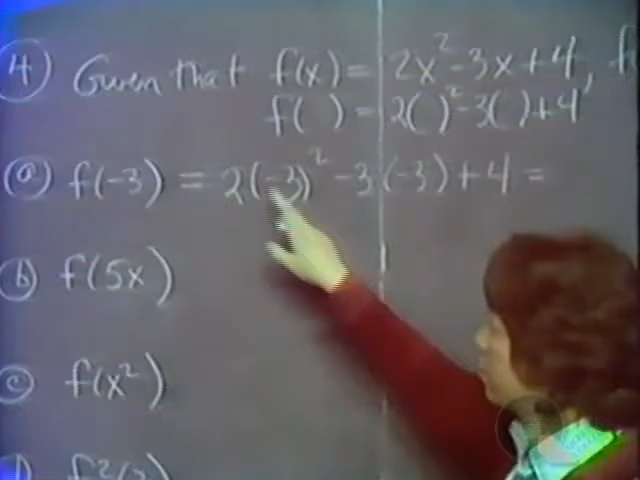 ④ Given that f(x) = 2x² - 3x + 4, f
f( ) = 2( )² - 3( ) + 4
ⓐ f(-3) = 2(-3)² - 3(-3) + 4 =
ⓑ f(5x)
ⓒ f(x²)